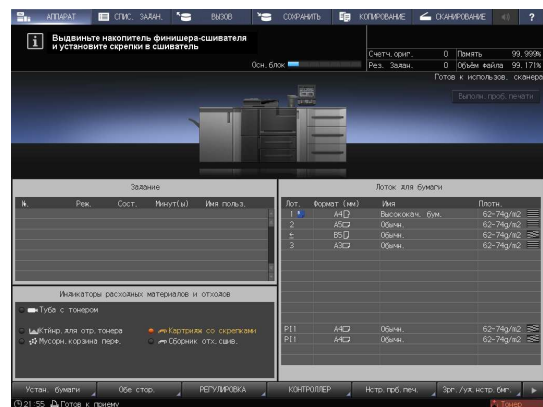 АППАРАТ СПИС. ЗАДАН. ВЫЗОВ СОХРАНИТЬ КОПИРОВАНИЕ СКАНИРОВАНИЕ ?
i Выдвиньте накопитель финишера-сшивателя
и установите скрепки в сшиватель
Осн. блок
Счетч. ориг. 0 Память 99,999%
Рез. Задан. 0 Объём файла 99,171%
Готов к использов. сканера
Выполн. проб. печати
Задание
№. Реж. Сост. Минут(ы) Имя польз.
Лоток для бумаги
Лот. Формат (мм) Имя Плотн.
1 A4 Высококач. бум. 62-74g/m2
2 A5 Обычн. 62-74g/m2
B5 Обычн. 62-74g/m2
3 A3 Обычн. 62-74g/m2
PI1 A4 Обычн. 62-74g/m2
PI1 A4 Обычн. 62-74g/m2
Индикаторы расходных материалов и отходов
Туба с тонером
Ктйнр. для отр. тонера Картридж со скрепками
Мусорн. корзина перф. Сборник отх. сшив.
Устан. бумаги Обе стор. РЕГУЛИРОВКА КОНТРОЛЛЕР Нстр. прб. печ. Зрг. /уд. нстр. бмг.
21:55 Готов к приему Тонер